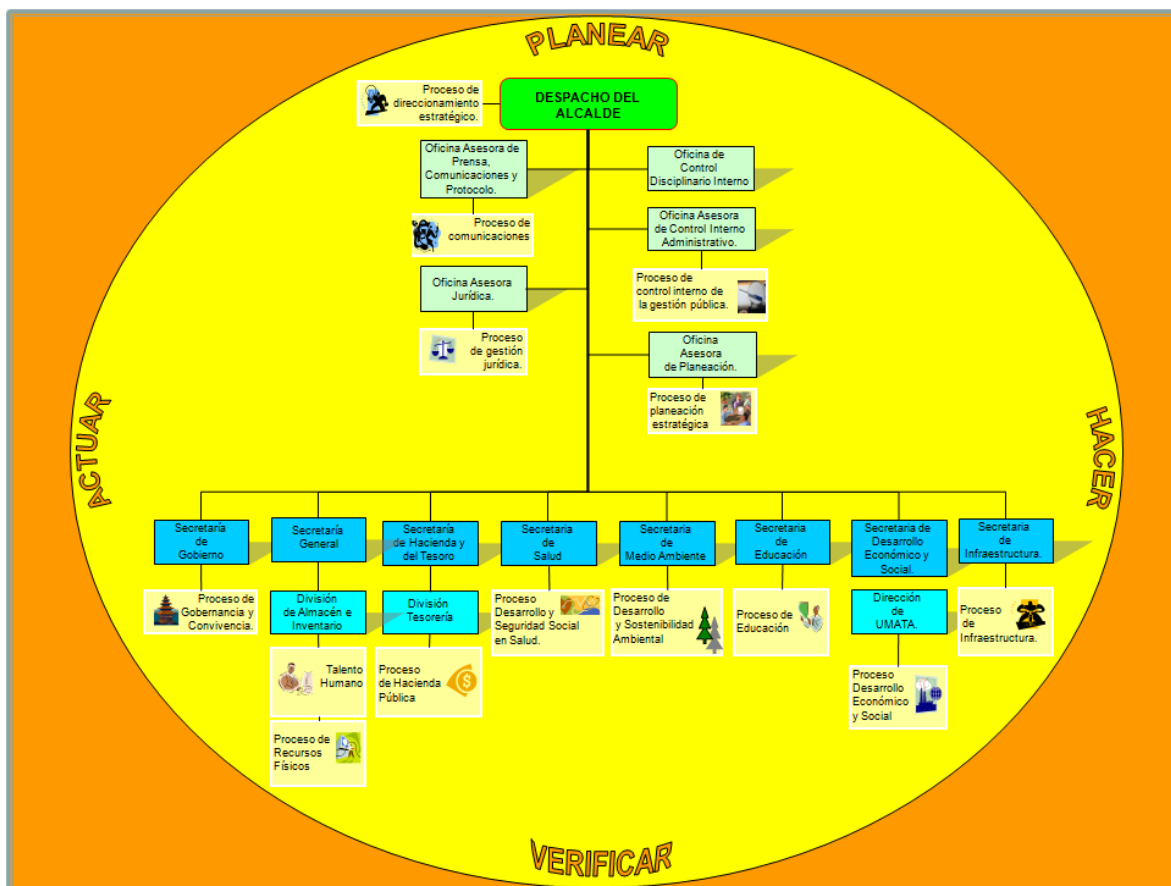 PLANEAR
Proceso de
direccionamiento
estratégico.
DESPACHO DEL
ALCALDE
Oficina Asesora de
Prensa,
Comunicaciones y
Protocolo.
Oficina de
Control
Disciplinario Interno
Proceso de
comunicaciones
Oficina Asesora
de Control Interno
Administrativo.
Oficina Asesora
Jurídica.
Proceso de
control interno de
la gestión pública.
Proceso
de gestión
jurídica.
Oficina
Asesora
de Planeación.
Proceso de
planeación
estratégica
ACTUAR
HACER
Secretaría
de
Gobierno
Secretaría
General
Secretaría
de Hacienda y
del Tesoro
Secretaria
de
Salud
Secretaria
de
Medio Ambiente
Secretaria
de
Educación
Secretaria de
Desarrollo
Económico y
Social.
Secretaria
de
Infraestructura.
Proceso de
Gobernancia y
Convivencia.
División
de Almacén e
Inventario
División
Tesorería
Proceso
Desarrollo y
Seguridad Social
en Salud.
Proceso de
Desarrollo
y Sostenibilidad
Ambiental
Proceso de
Educación
Dirección
de
UMATA.
Proceso
de
Infraestructura.
Talento
Humano
Proceso
de Hacienda
Pública
Proceso
Desarrollo
Económico
y Social
Proceso de
Recursos
Físicos
VERIFICAR